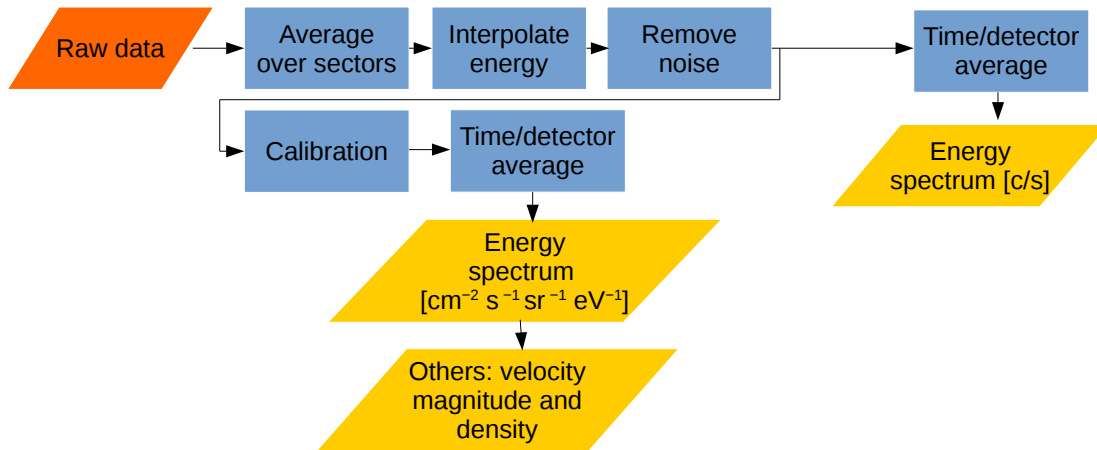 Raw data
Average
over sectors
Interpolate
energy
Remove
noise
Time/detector
average
Energy
spectrum [c/s]
Calibration
Time/detector
average
Energy
spectrum
[cm⁻² s⁻¹ sr⁻¹ eV⁻¹]
Others: velocity
magnitude and
density